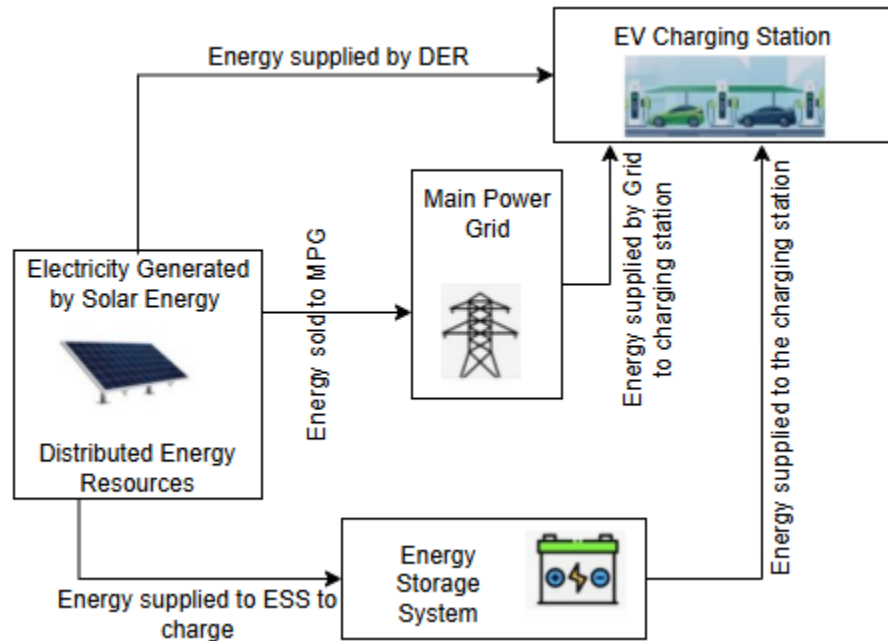 EV Charging Station
Energy supplied by DER
Main Power
Grid
Energy supplied by Grid
to charging station
Energy supplied to the charging station
Electricity Generated
by Solar Energy
Energy sold to MPG
Distributed Energy
Resources
Energy
Storage
System
Energy supplied to ESS to
charge